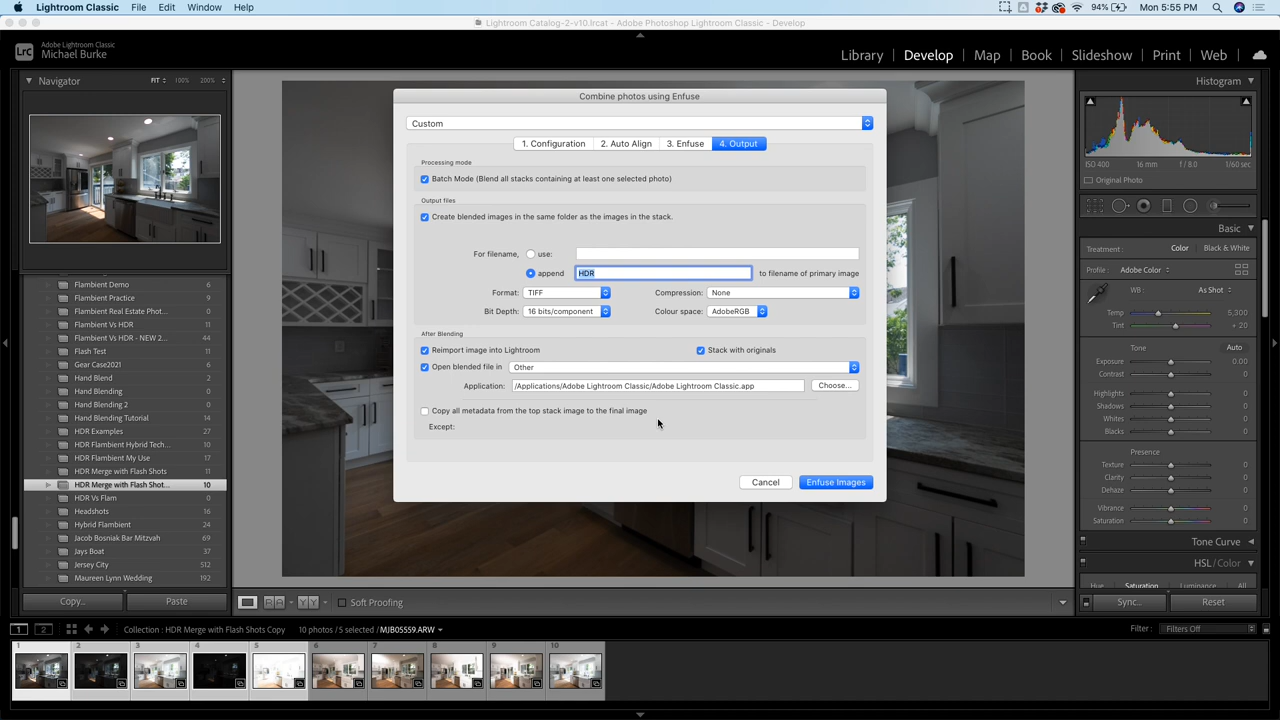 Lightroom Classic File Edit Window Help
94% Mon 5:55 PM
Lightroom Catalog-2-v10.lrcat - Adobe Photoshop Lightroom Classic - Develop
Lrc
Adobe Lightroom Classic
Michael Burke
Library | Develop | Map | Book | Slideshow | Print | Web
Navigator FIT 100% 200%
Flambient Demo 6
Flambient Practice 9
Flambient Real Estate Phot... 0
Flambient Vs HDR 11
Flambient Vs HDR - NEW 2... 44
Flash Test 3
Gear Case2021 6
Hand Blend 2
Hand Blending 0
Hand Blending 2 0
Hand Blending Tutorial 14
HDR Examples 27
HDR Flambient Hybrid Tech... 10
HDR Flambient My Use 17
HDR Merge with Flash Shots 11
HDR Merge with Flash Shot... 10
HDR Vs Flam 0
Headshots 16
Hybrid Flambient 24
Jacob Bosniak Bar Mitzvah 64
Jays Boat 3
Jersey City 12
Maureen Lynn Wedding 192
Copy... Paste
Combine photos using Enfuse
Custom
1. Configuration 2. Auto Align 3. Enfuse 4. Output
Processing mode
Batch Mode (Blend all stacks containing at least one selected photo)
Output files
Create blended images in the same folder as the images in the stack.
For filename, use:
append HDR to filename of primary image
Format: TIFF Compression: None
Bit Depth: 16 bits/component Colour space: AdobeRGB
After Blending
Reimport image into Lightroom Stack with originals
Open blended file in Other
Application: /Applications/Adobe Lightroom Classic/Adobe Lightroom Classic.app Choose...
Copy all metadata from the top stack image to the final image
Except:
Cancel Enfuse Images
Histogram
ISO 400 16 mm f / 8.0 1/60 sec
Original Photo
Basic
Treatment : Color Black & White
Profile : Adobe Color
WB : As Shot
Temp 5,300
Tint + 20
Tone Auto
Exposure 0.00
Contrast 0
Highlights 0
Shadows 0
Whites 0
Blacks 0
Presence
Texture 0
Clarity 0
Dehaze 0
Vibrance 0
Saturation 0
Tone Curve
HSL / Color
Hue Saturation Luminance All
Sync... Reset
Soft Proofing
1 2 Collection : HDR Merge with Flash Shots Copy 10 photos / 5 selected / MJB05559.ARW Filter : Filters Off
1 2 3 4 5 6 7 8 9 10